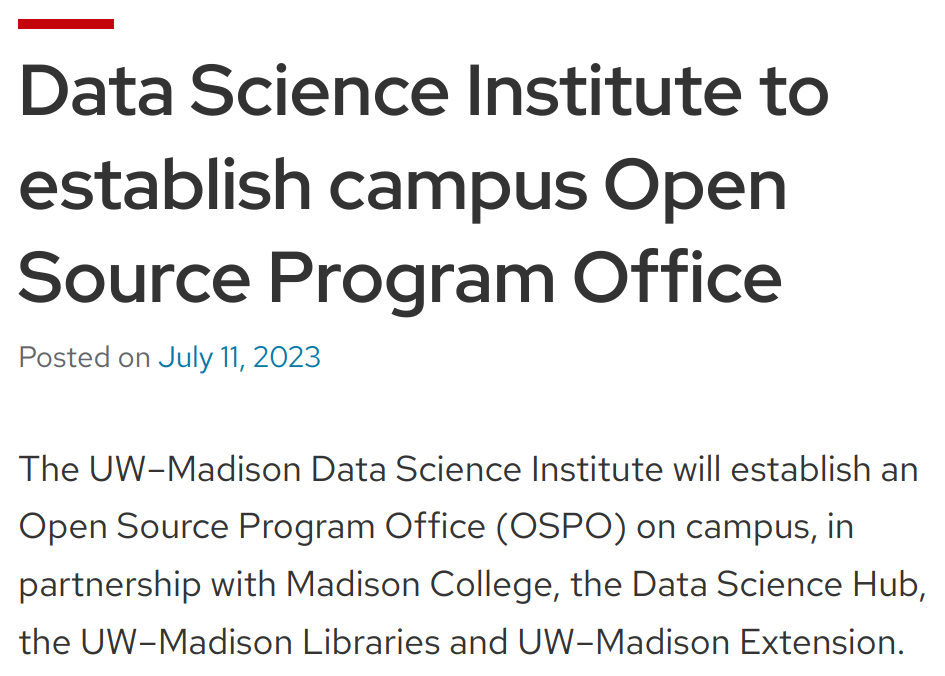 Data Science Institute to
establish campus Open
Source Program Office
Posted on July 11, 2023
The UW–Madison Data Science Institute will establish an
Open Source Program Office (OSPO) on campus, in
partnership with Madison College, the Data Science Hub,
the UW–Madison Libraries and UW–Madison Extension.